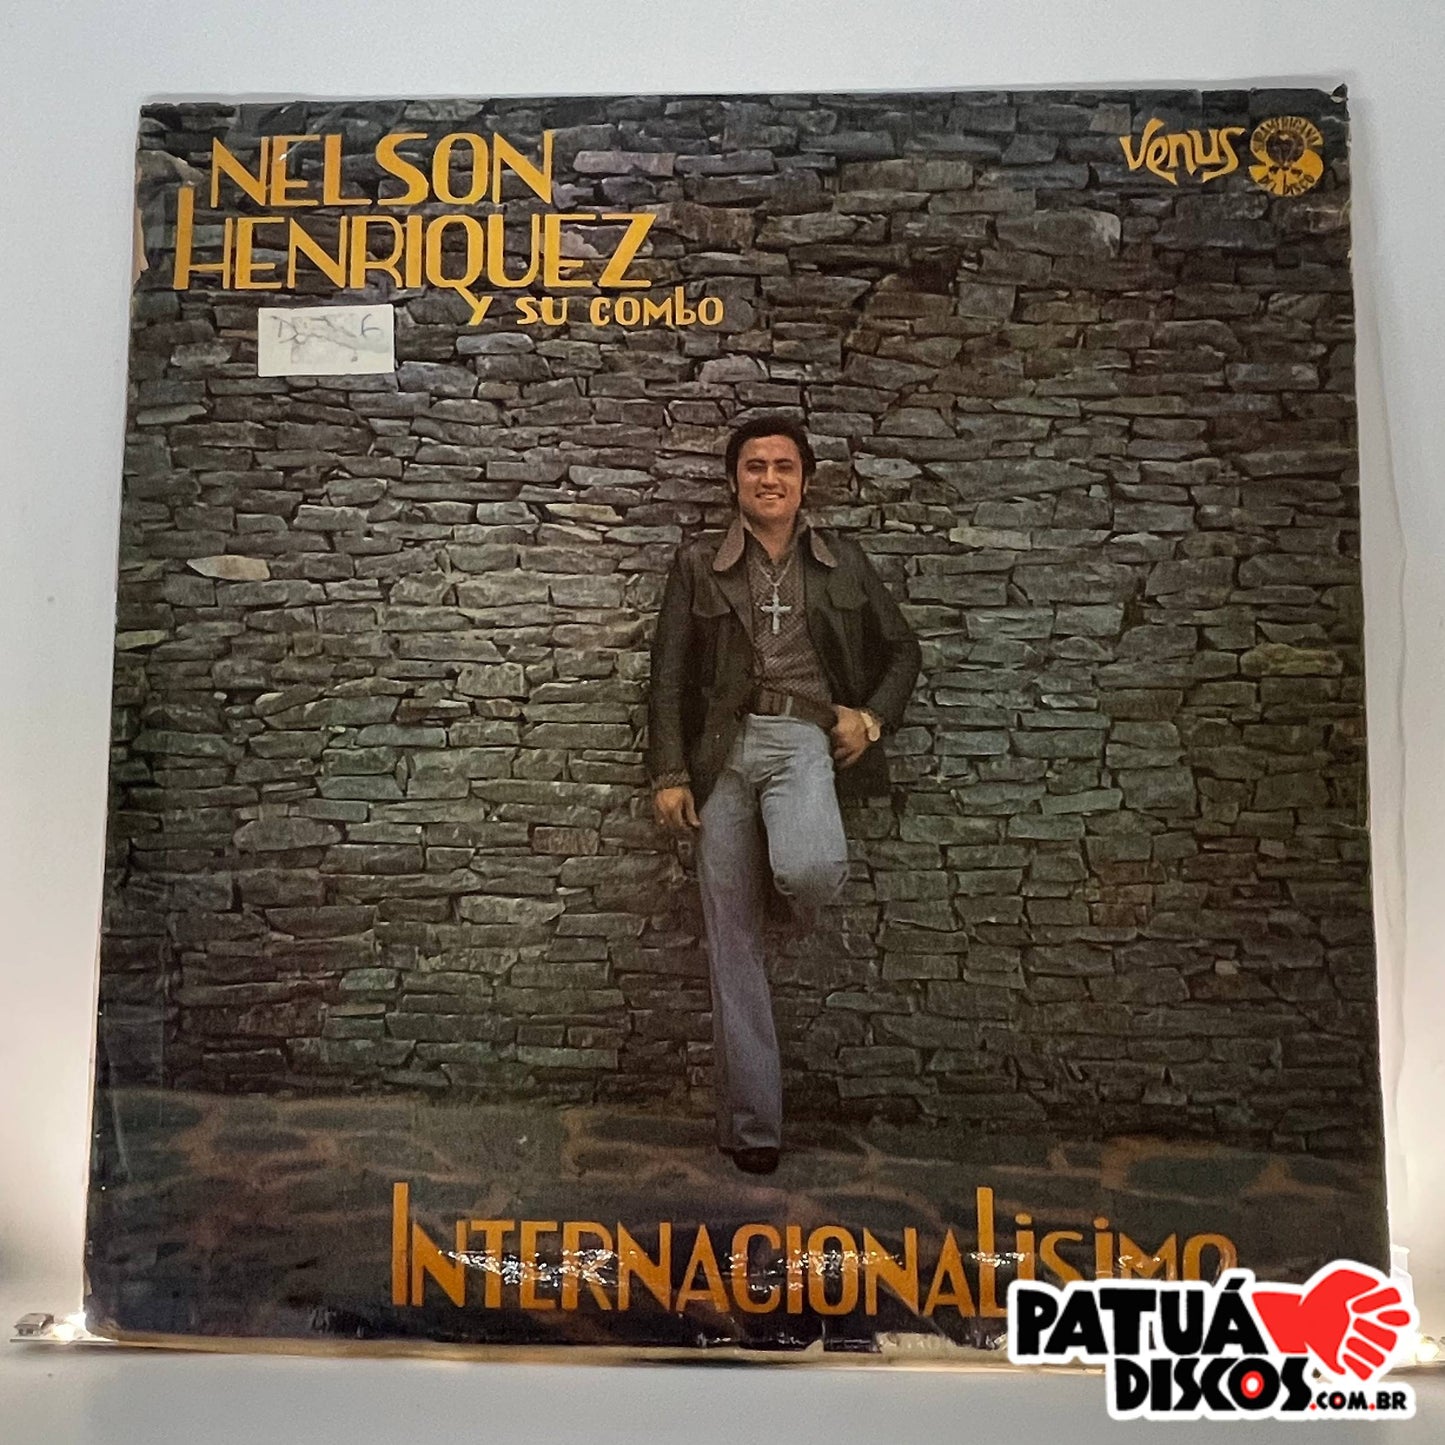 NELSON
HENRIQUEZ
Y SU COMBO
Venus
INTERNACIONALISIMO
PATUÁ
DISCOS.COM.BR